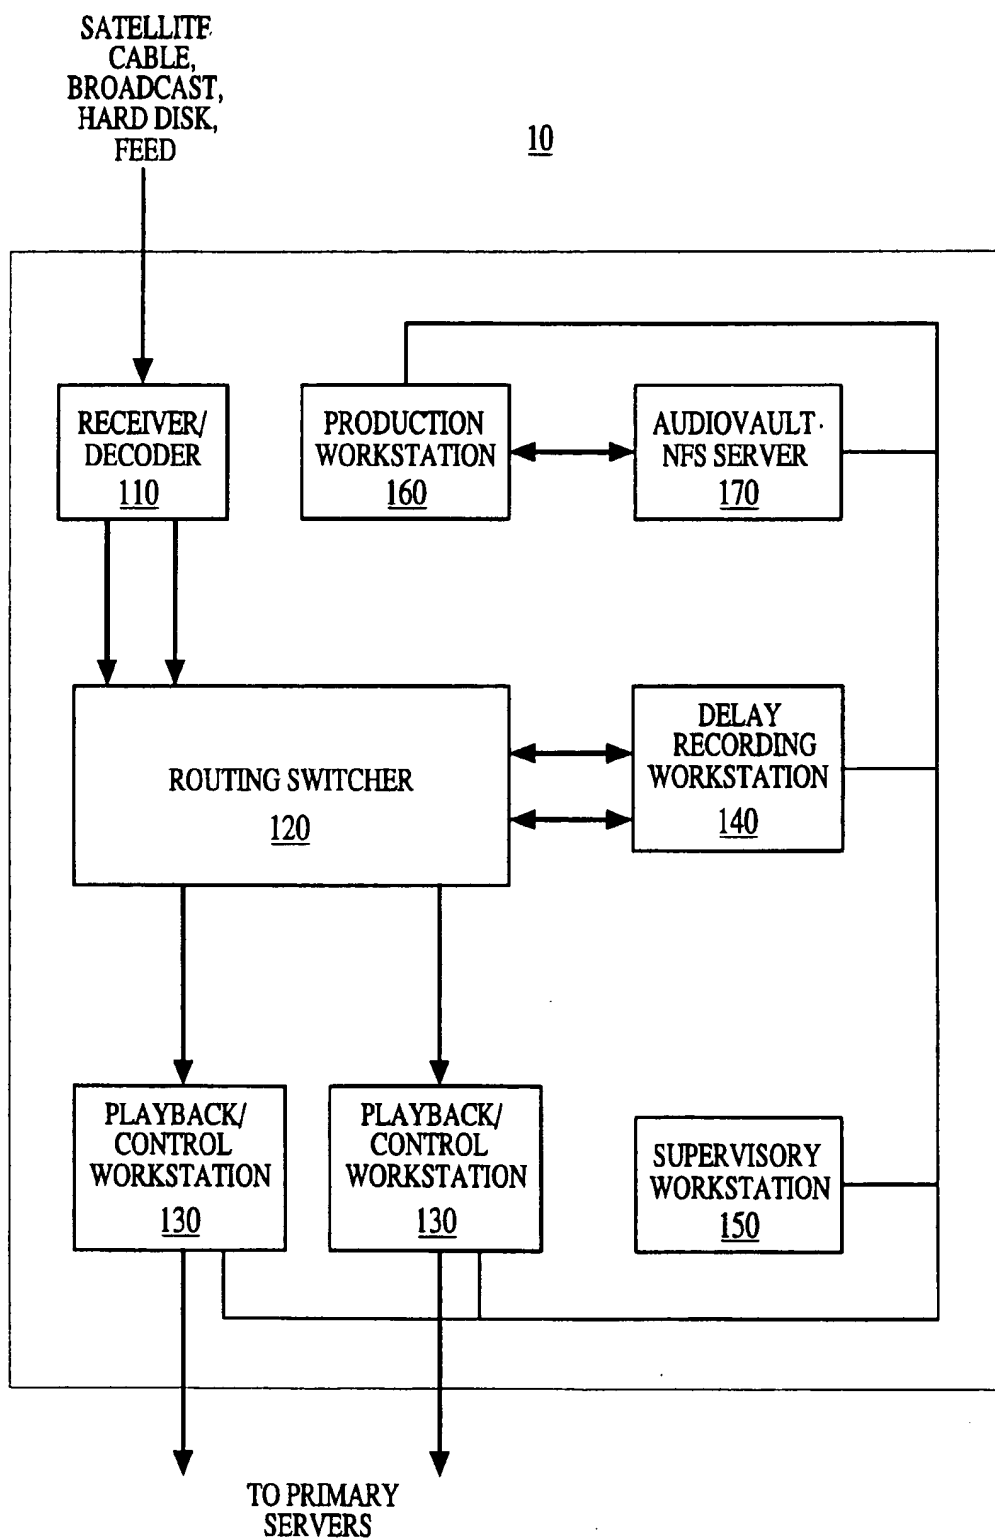 SATELLITE
CABLE,
BROADCAST,
HARD DISK,
FEED
10
RECEIVER/
DECODER
110
PRODUCTION
WORKSTATION
160
AUDIOVAULT-
NFS SERVER
170
ROUTING SWITCHER
120
DELAY
RECORDING
WORKSTATION
140
PLAYBACK/
CONTROL
WORKSTATION
130
PLAYBACK/
CONTROL
WORKSTATION
130
SUPERVISORY
WORKSTATION
150
TO PRIMARY
SERVERS